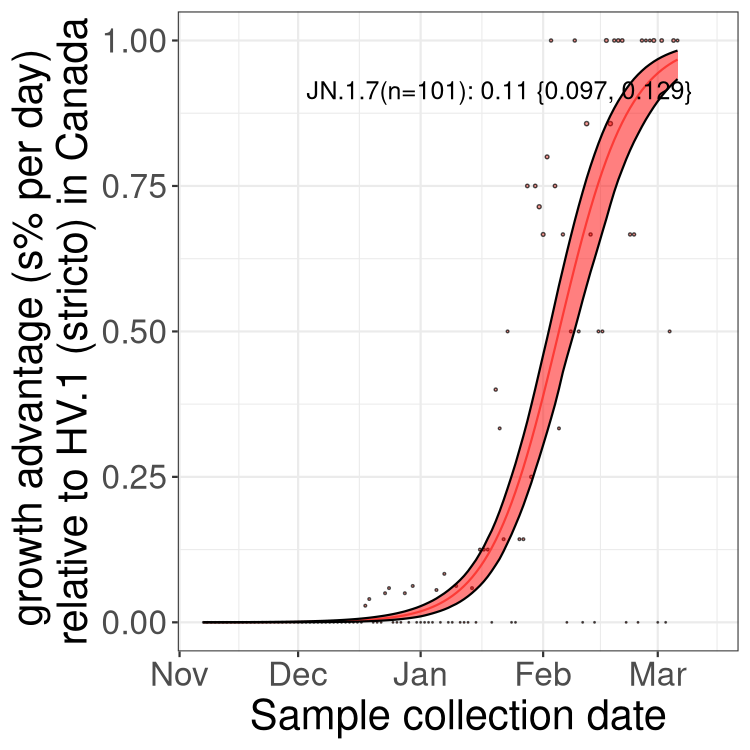 growth advantage (s% per day)
relative to HV.1 (stricto) in Canada
1.00
0.75
0.50
0.25
0.00
JN.1.7(n=101): 0.11 {0.097, 0.129}
Nov Dec Jan Feb Mar
Sample collection date